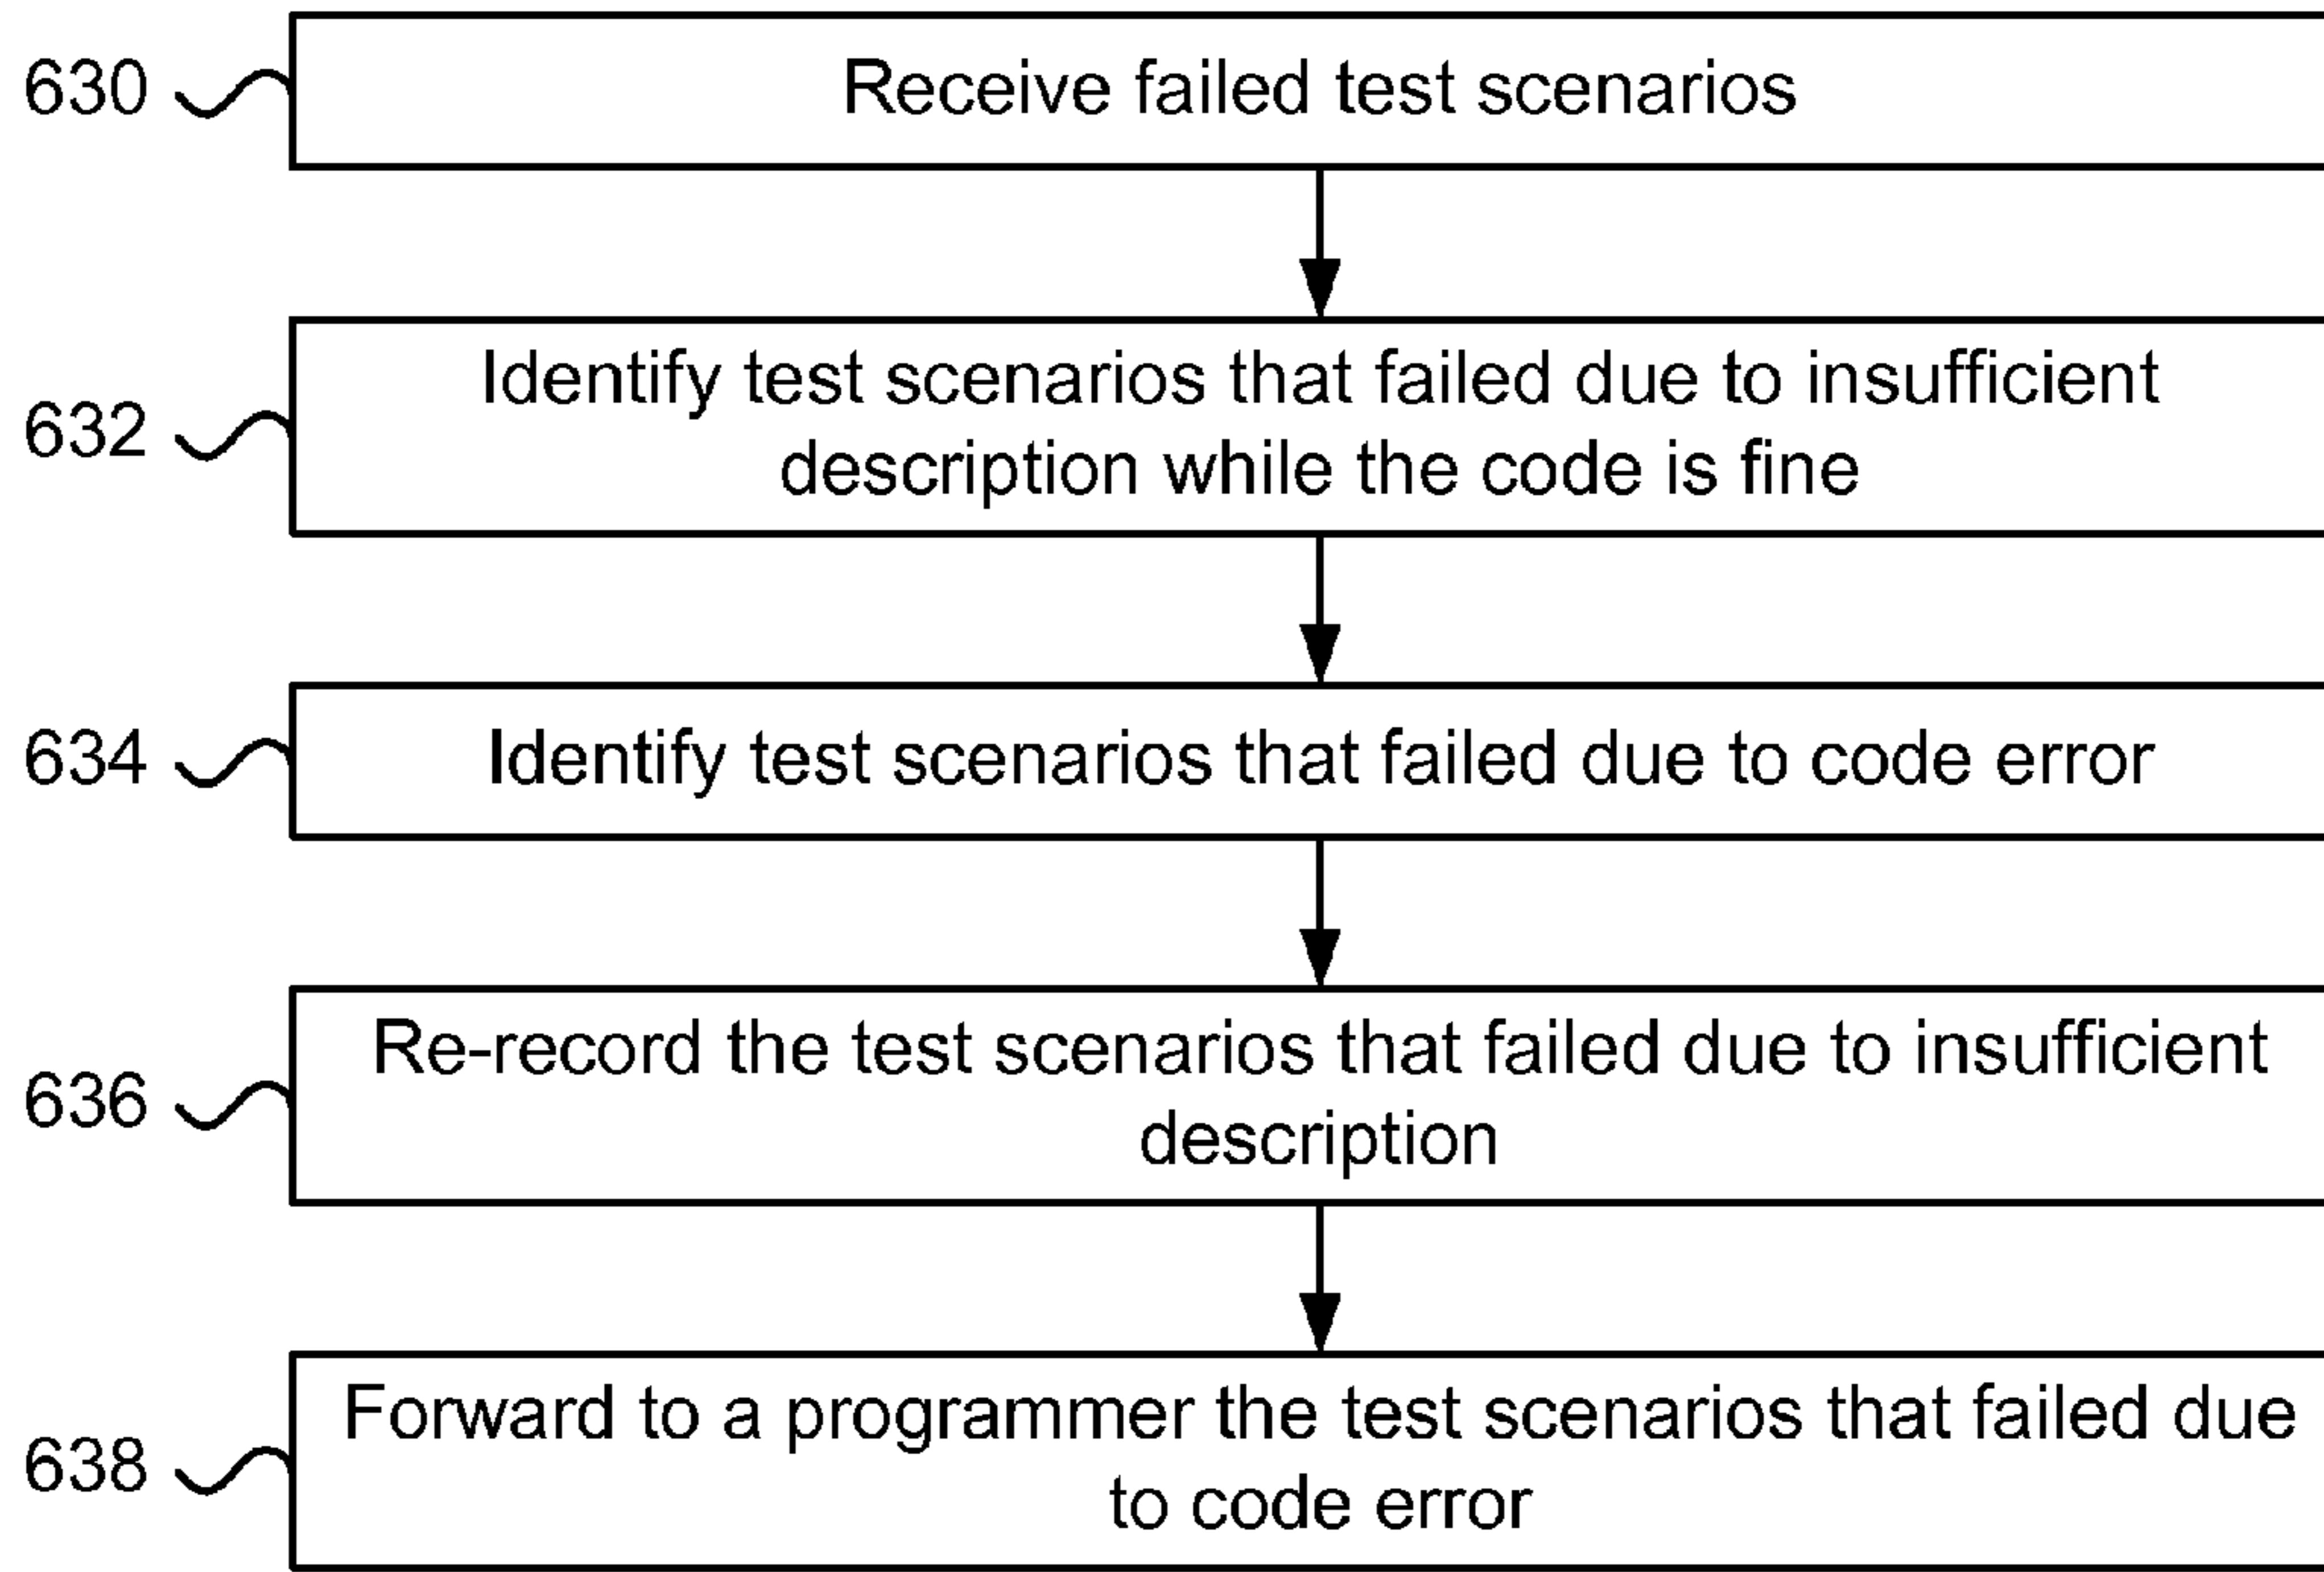 630
Receive failed test scenarios
632
Identify test scenarios that failed due to insufficient
description while the code is fine
634
Identify test scenarios that failed due to code error
636
Re-record the test scenarios that failed due to insufficient
description
638
Forward to a programmer the test scenarios that failed due
to code error